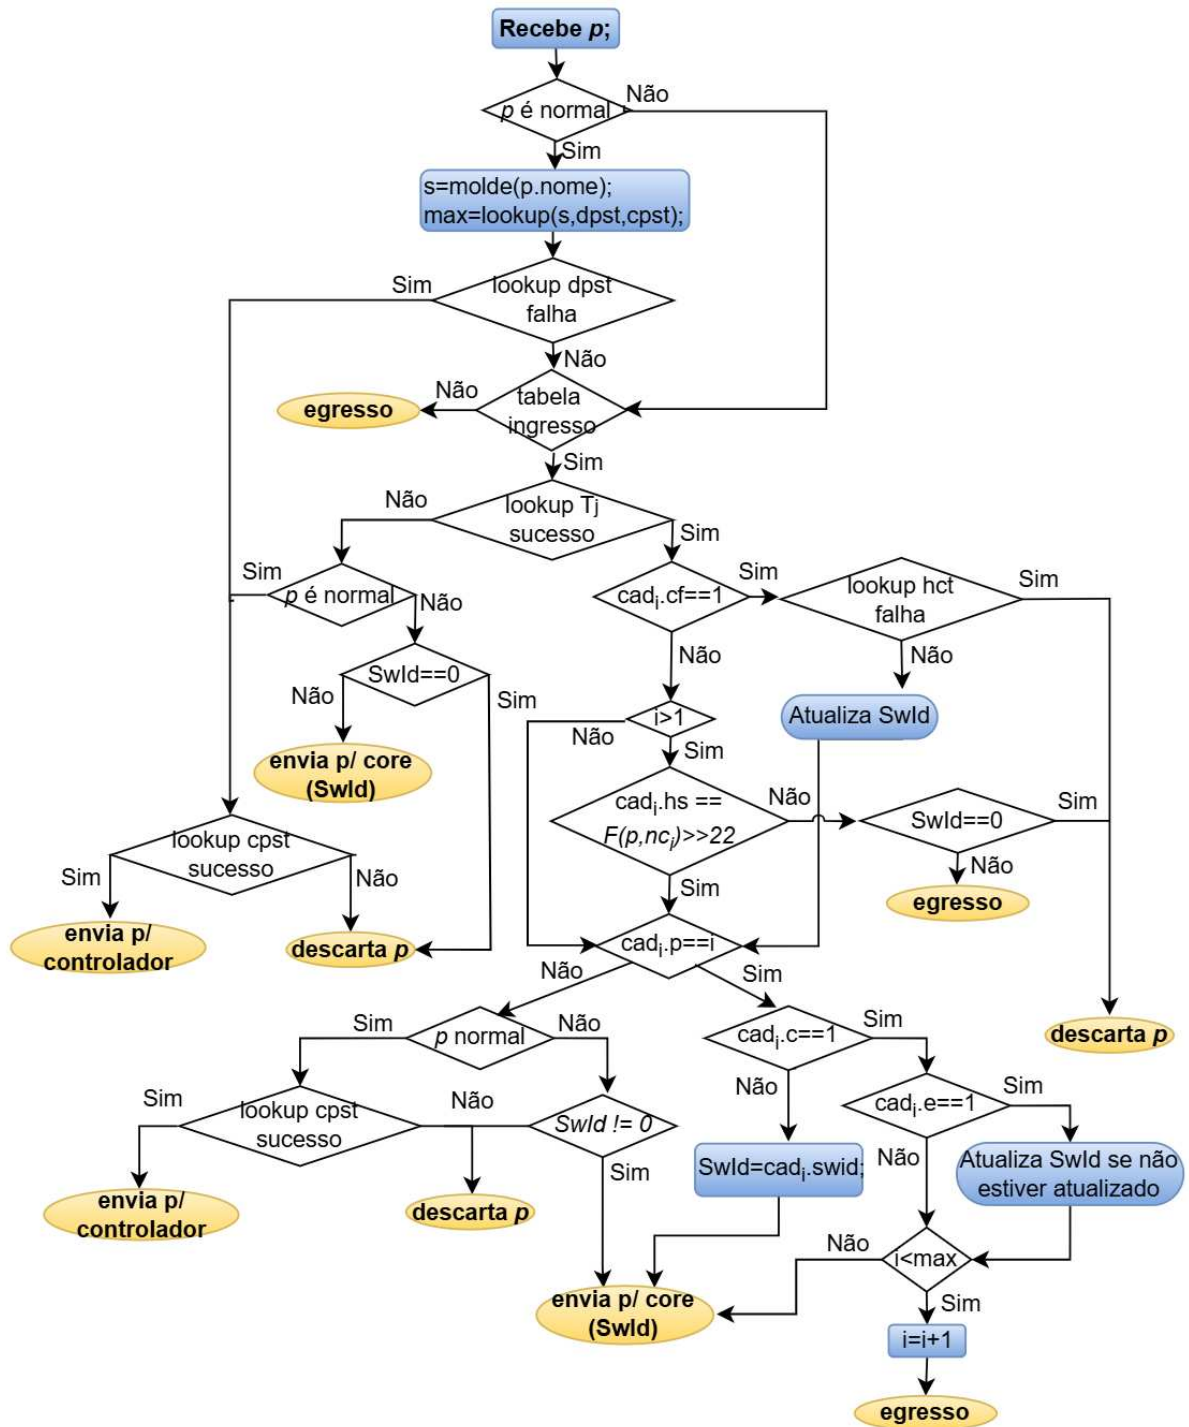 Recebe p;
p é normal
Não
Sim
s=molde(p.nome);
max=lookup(s,dpst,cpst);
Sim
lookup dpst
falha
Não
egresso
Não
tabela
ingresso
Sim
Não
lookup Tj
sucesso
Sim
Sim
p é normal
Não
cadi.cf==1
Sim
lookup hct
falha
Sim
Não
SwId==0
Sim
Não
Não
Atualiza SwId
i>1
Não
Sim
envia p/ core
(SwId)
cadi.hs ==
F(p,nci)>>22
Não
SwId==0
Sim
Não
egresso
lookup cpst
sucesso
Sim
Não
Sim
envia p/
controlador
descarta p
cadi.p==i
Não
Sim
Sim
p normal
Não
cadi.c==1
Sim
descarta p
Sim
lookup cpst
sucesso
Não
SwId != 0
Sim
Não
cadi.e==1
Sim
SwId=cadi.swid;
Não
Atualiza SwId se não
estiver atualizado
envia p/
controlador
descarta p
Não
i<max
envia p/ core
(SwId)
Sim
i=i+1
egresso